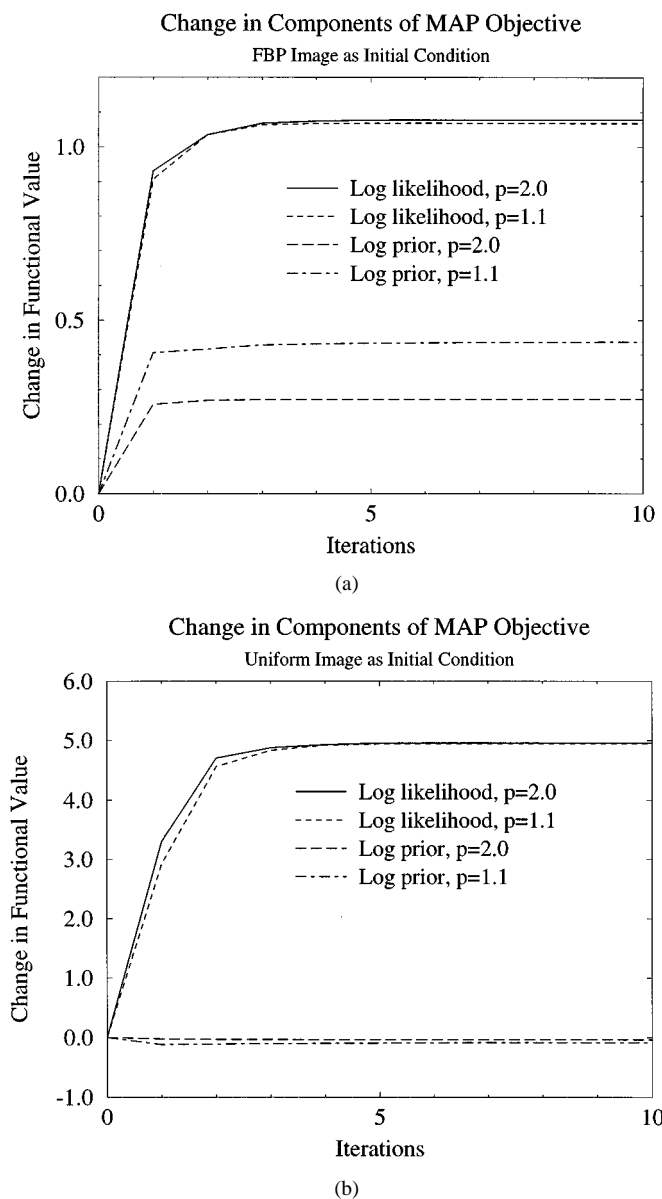 Change in Components of MAP Objective
FBP Image as Initial Condition
Change in Functional Value
1.0
0.5
0.0
Log likelihood, p=2.0
Log likelihood, p=1.1
Log prior, p=2.0
Log prior, p=1.1
0
5
10
Iterations
(a)
Change in Components of MAP Objective
Uniform Image as Initial Condition
Change in Functional Value
6.0
5.0
4.0
3.0
2.0
1.0
0.0
-1.0
Log likelihood, p=2.0
Log likelihood, p=1.1
Log prior, p=2.0
Log prior, p=1.1
0
5
10
Iterations
(b)